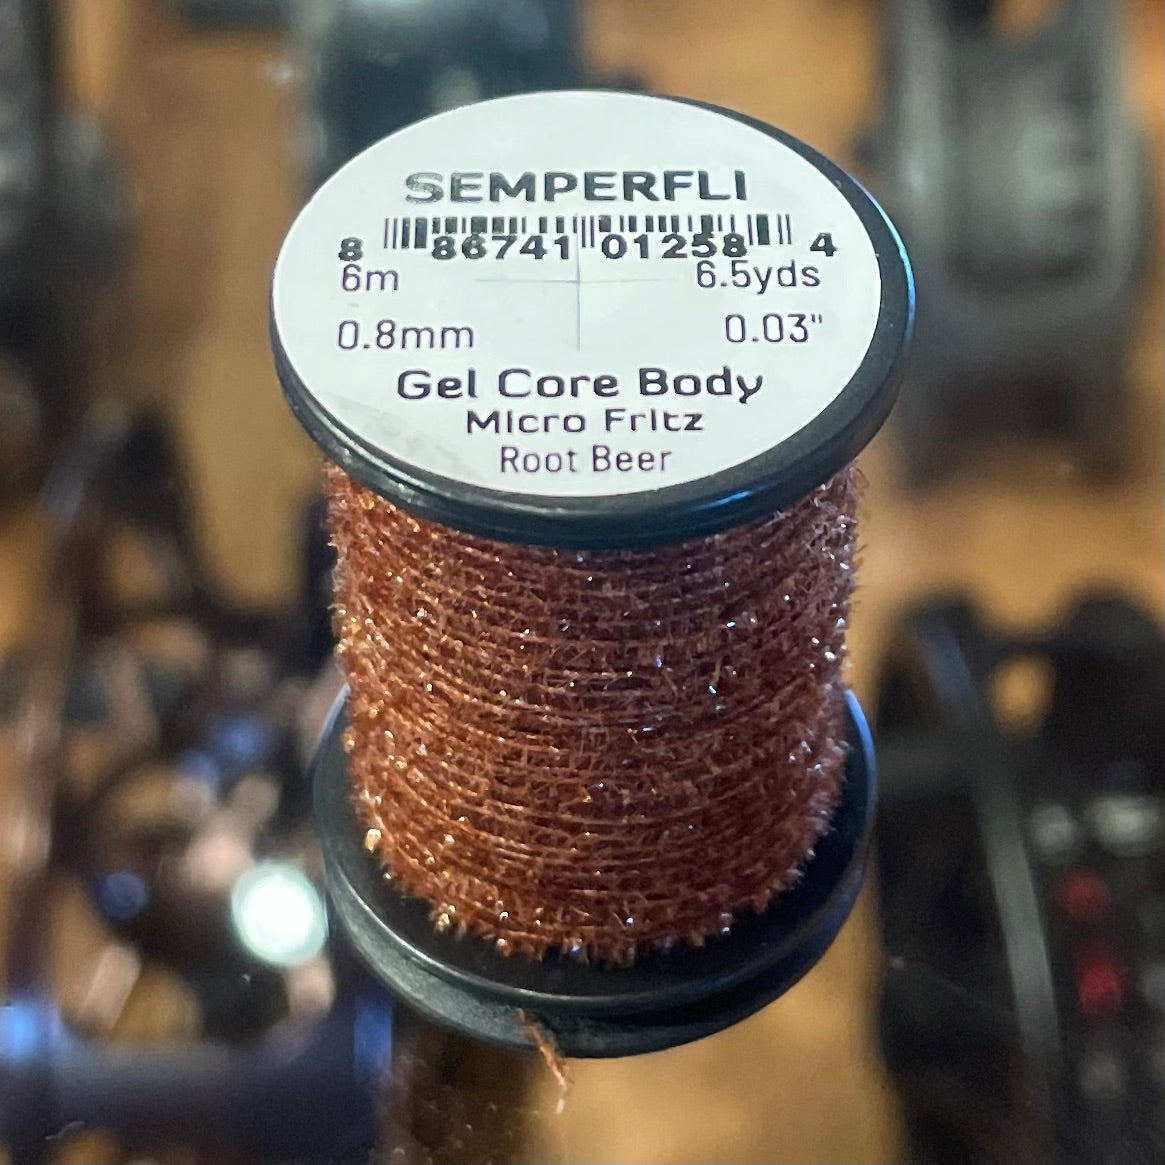 SEMPERFLI
8 86741 01258 4
6m 6.5yds
0.8mm 0.03"
Gel Core Body
Micro Fritz
Root Beer